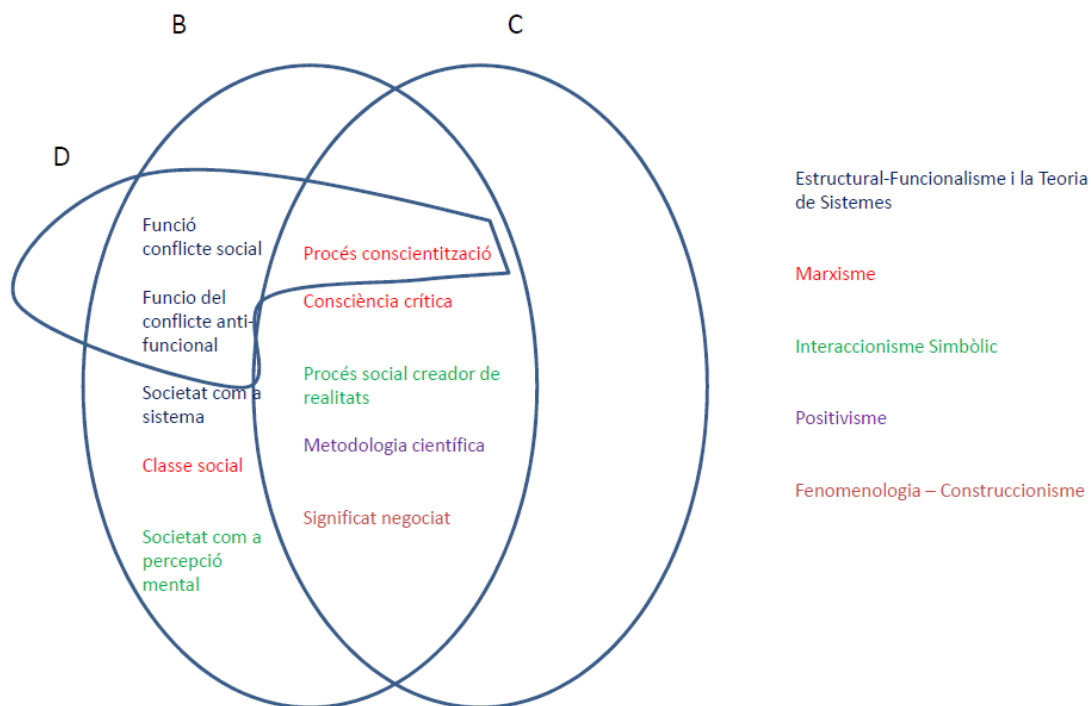 B
C
D
Funció
conflicte social
Funcio del
conflicte anti-
funcional
Societat com a
sistema
Classe social
Societat com a
percepció
mental
Procés conscientització
Consciència crítica
Procés social creador de
realitats
Metodologia científica
Significat negociat
Estructural-Funcionalisme i la Teoria
de Sistemes
Marxisme
Interaccionisme Simbòlic
Positivisme
Fenomenologia – Construccionisme